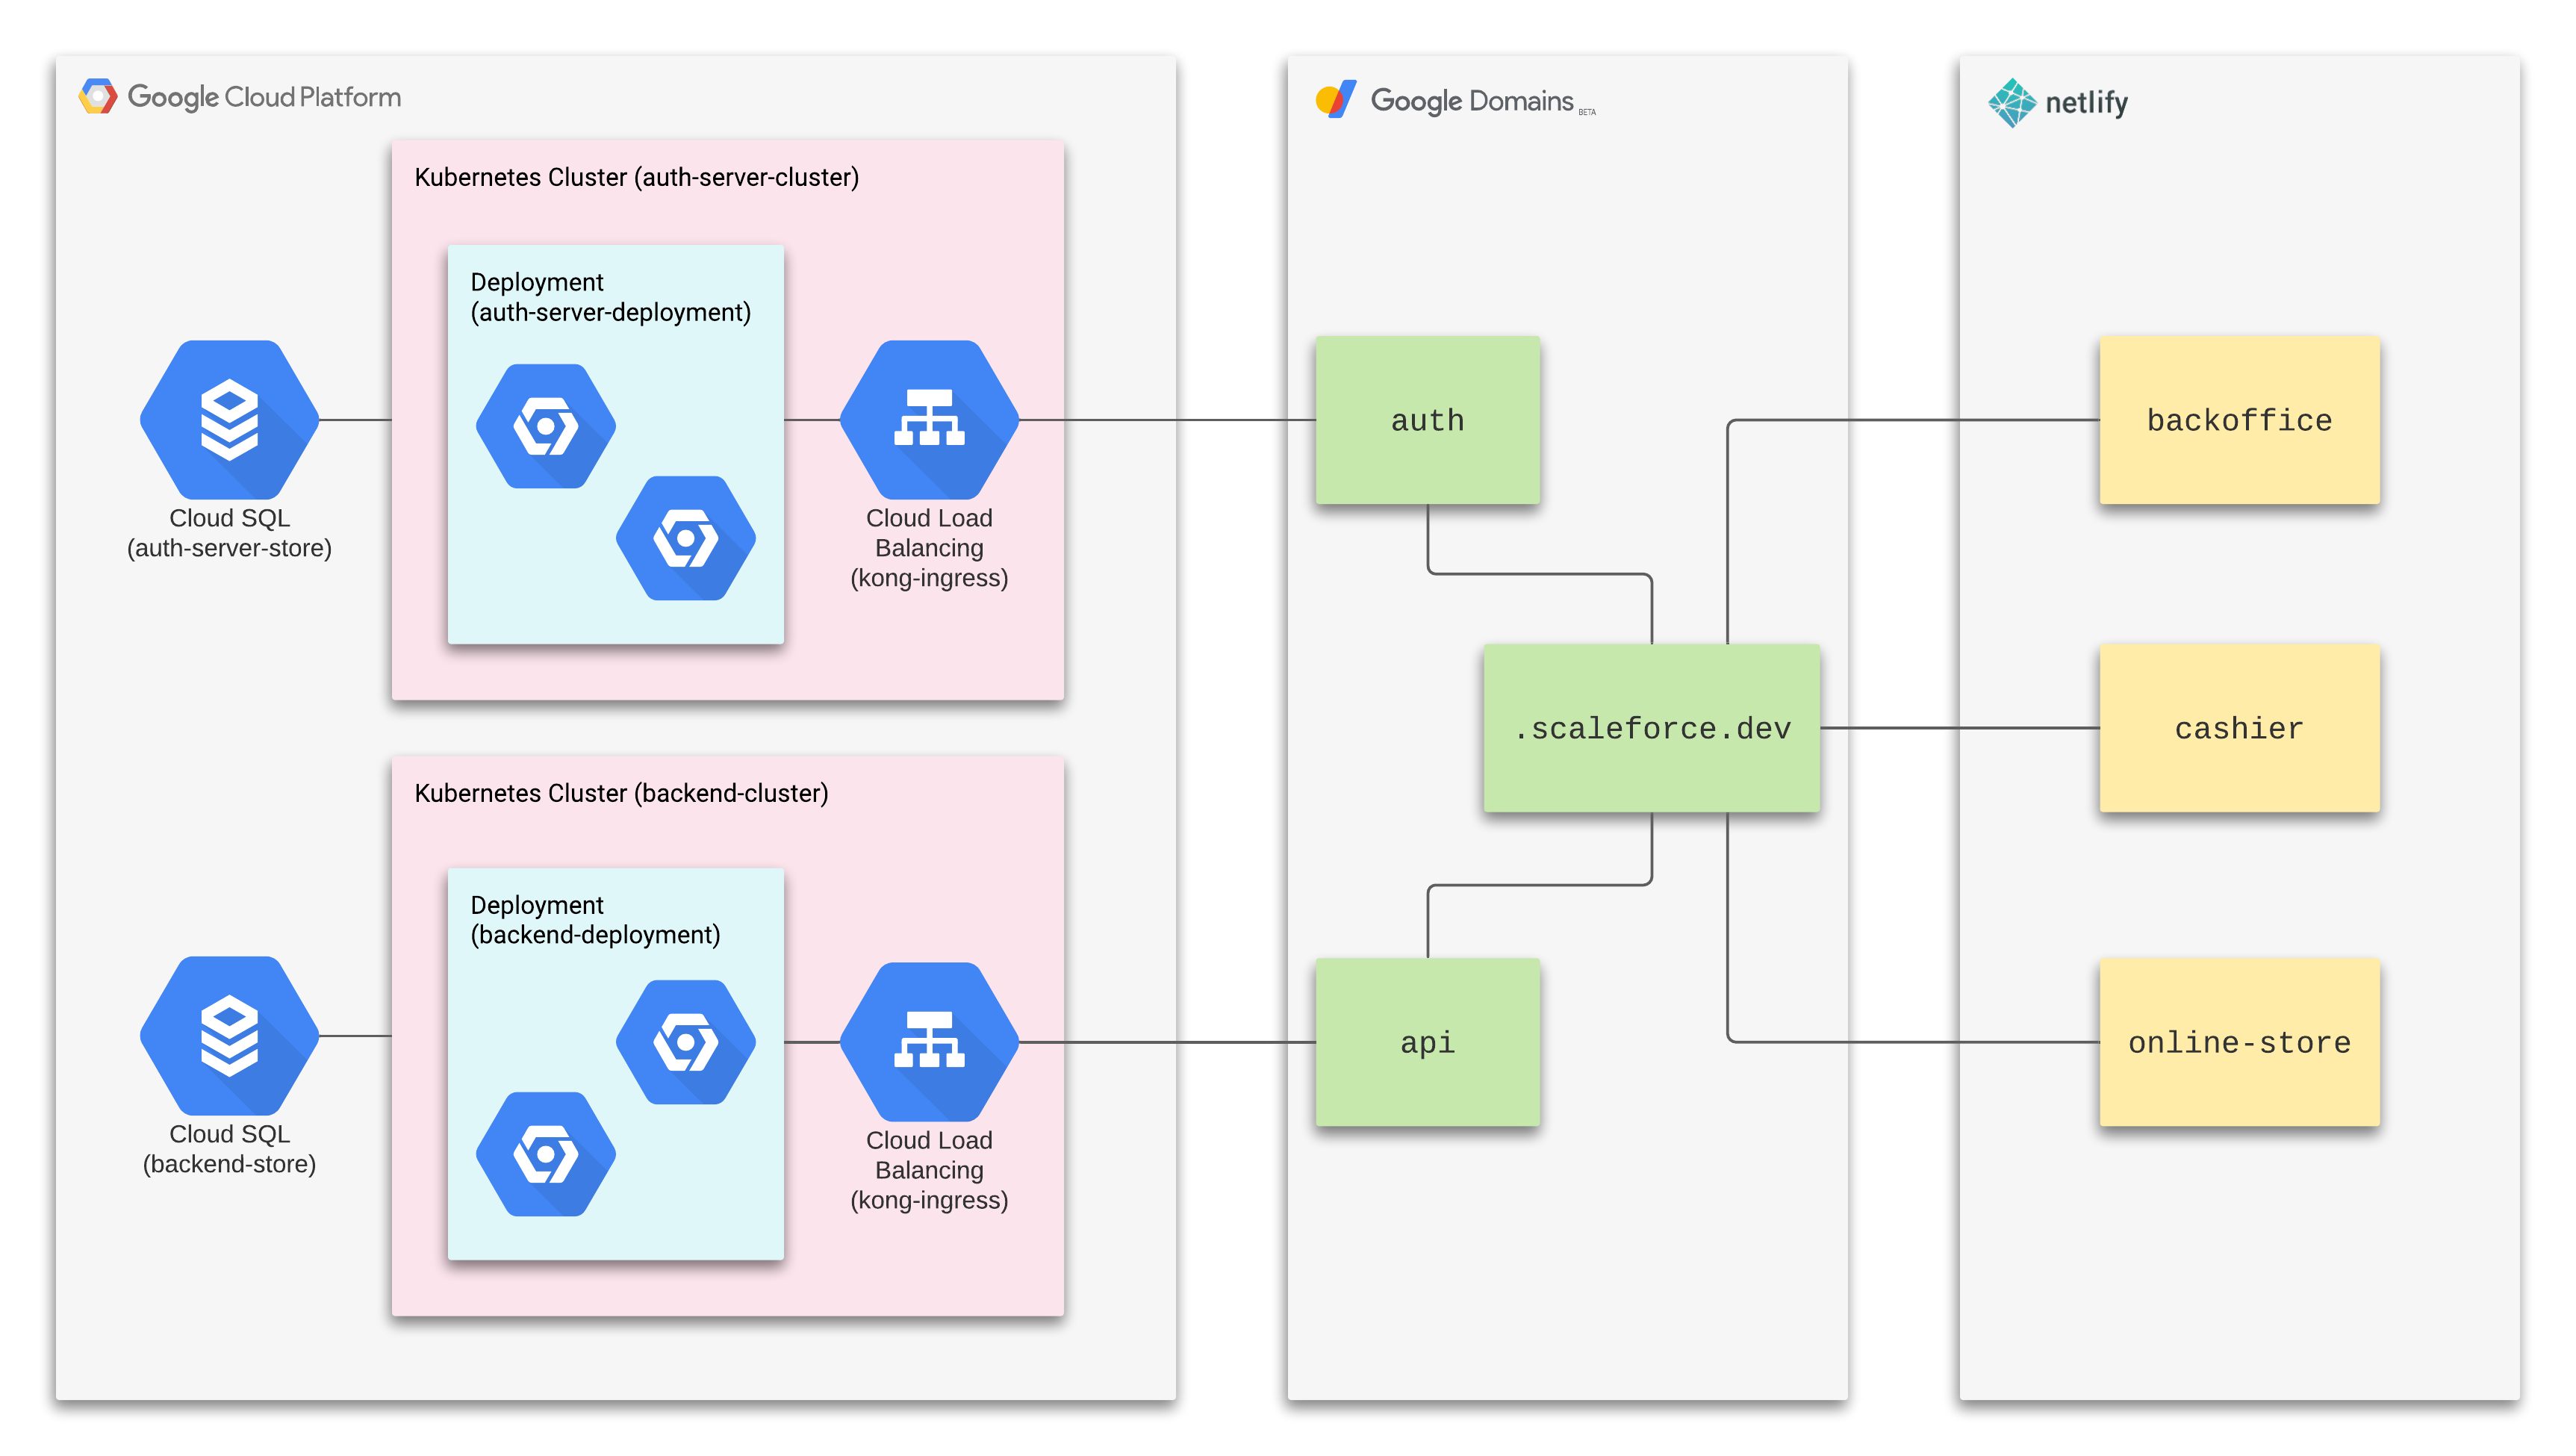 Google Cloud Platform
Kubernetes Cluster (auth-server-cluster)
Deployment
(auth-server-deployment)
Cloud SQL
(auth-server-store)
Cloud Load
Balancing
(kong-ingress)
Kubernetes Cluster (backend-cluster)
Deployment
(backend-deployment)
Cloud SQL
(backend-store)
Cloud Load
Balancing
(kong-ingress)
Google Domains BETA
auth
.scaleforce.dev
api
netlify
backoffice
cashier
online-store